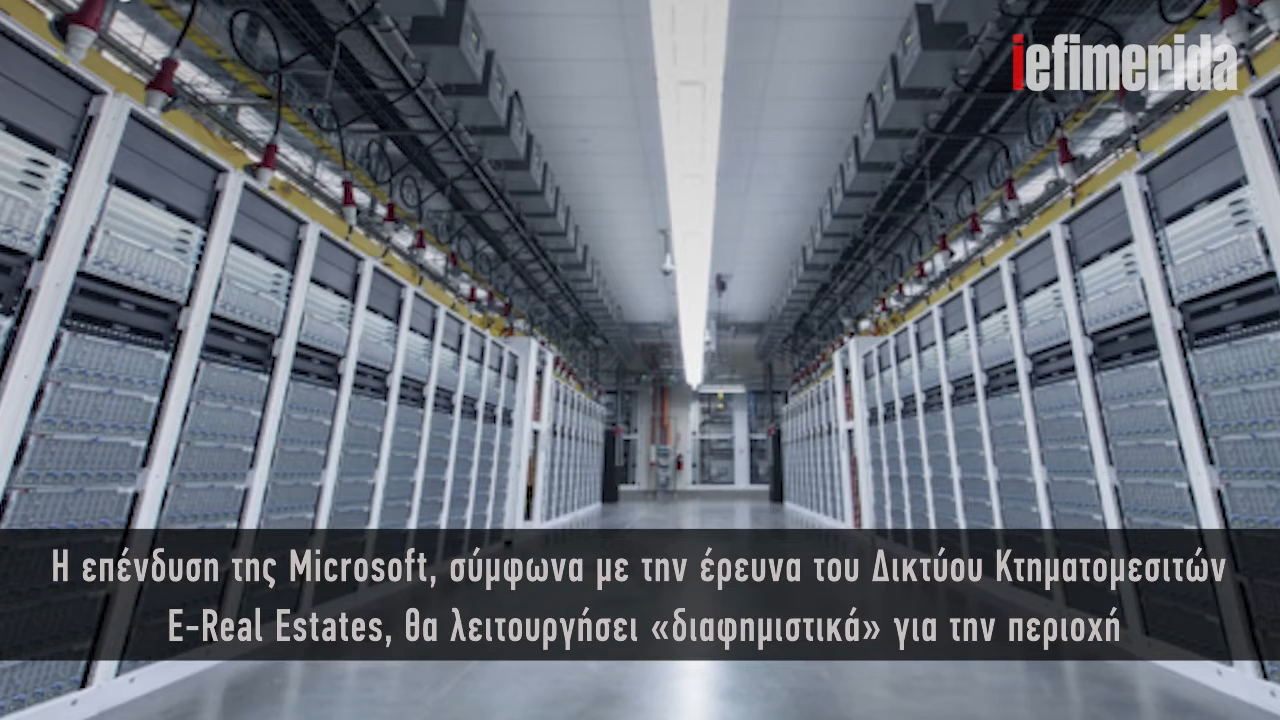 iefimerida
Η επένδυση της Microsoft, σύμφωνα με την έρευνα του Δικτύου Κτηματομεσιτών
E-Real Estates, θα λειτουργήσει «διαφημιστικά» για την περιοχή